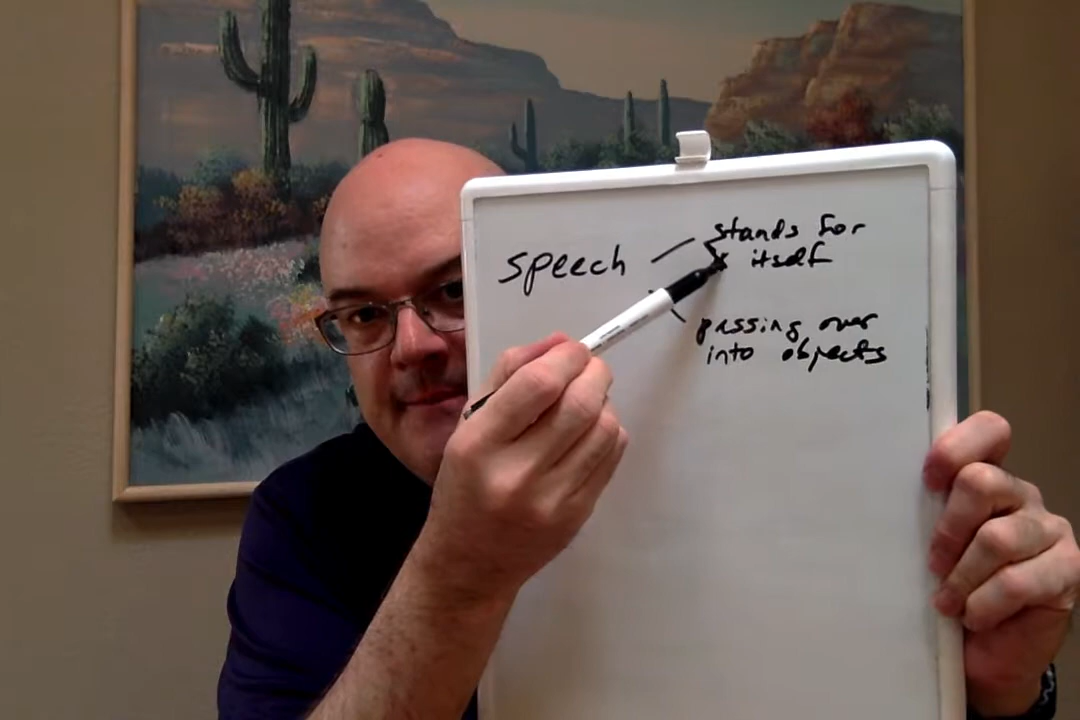 speech
stands for
itself
passing over
into objects